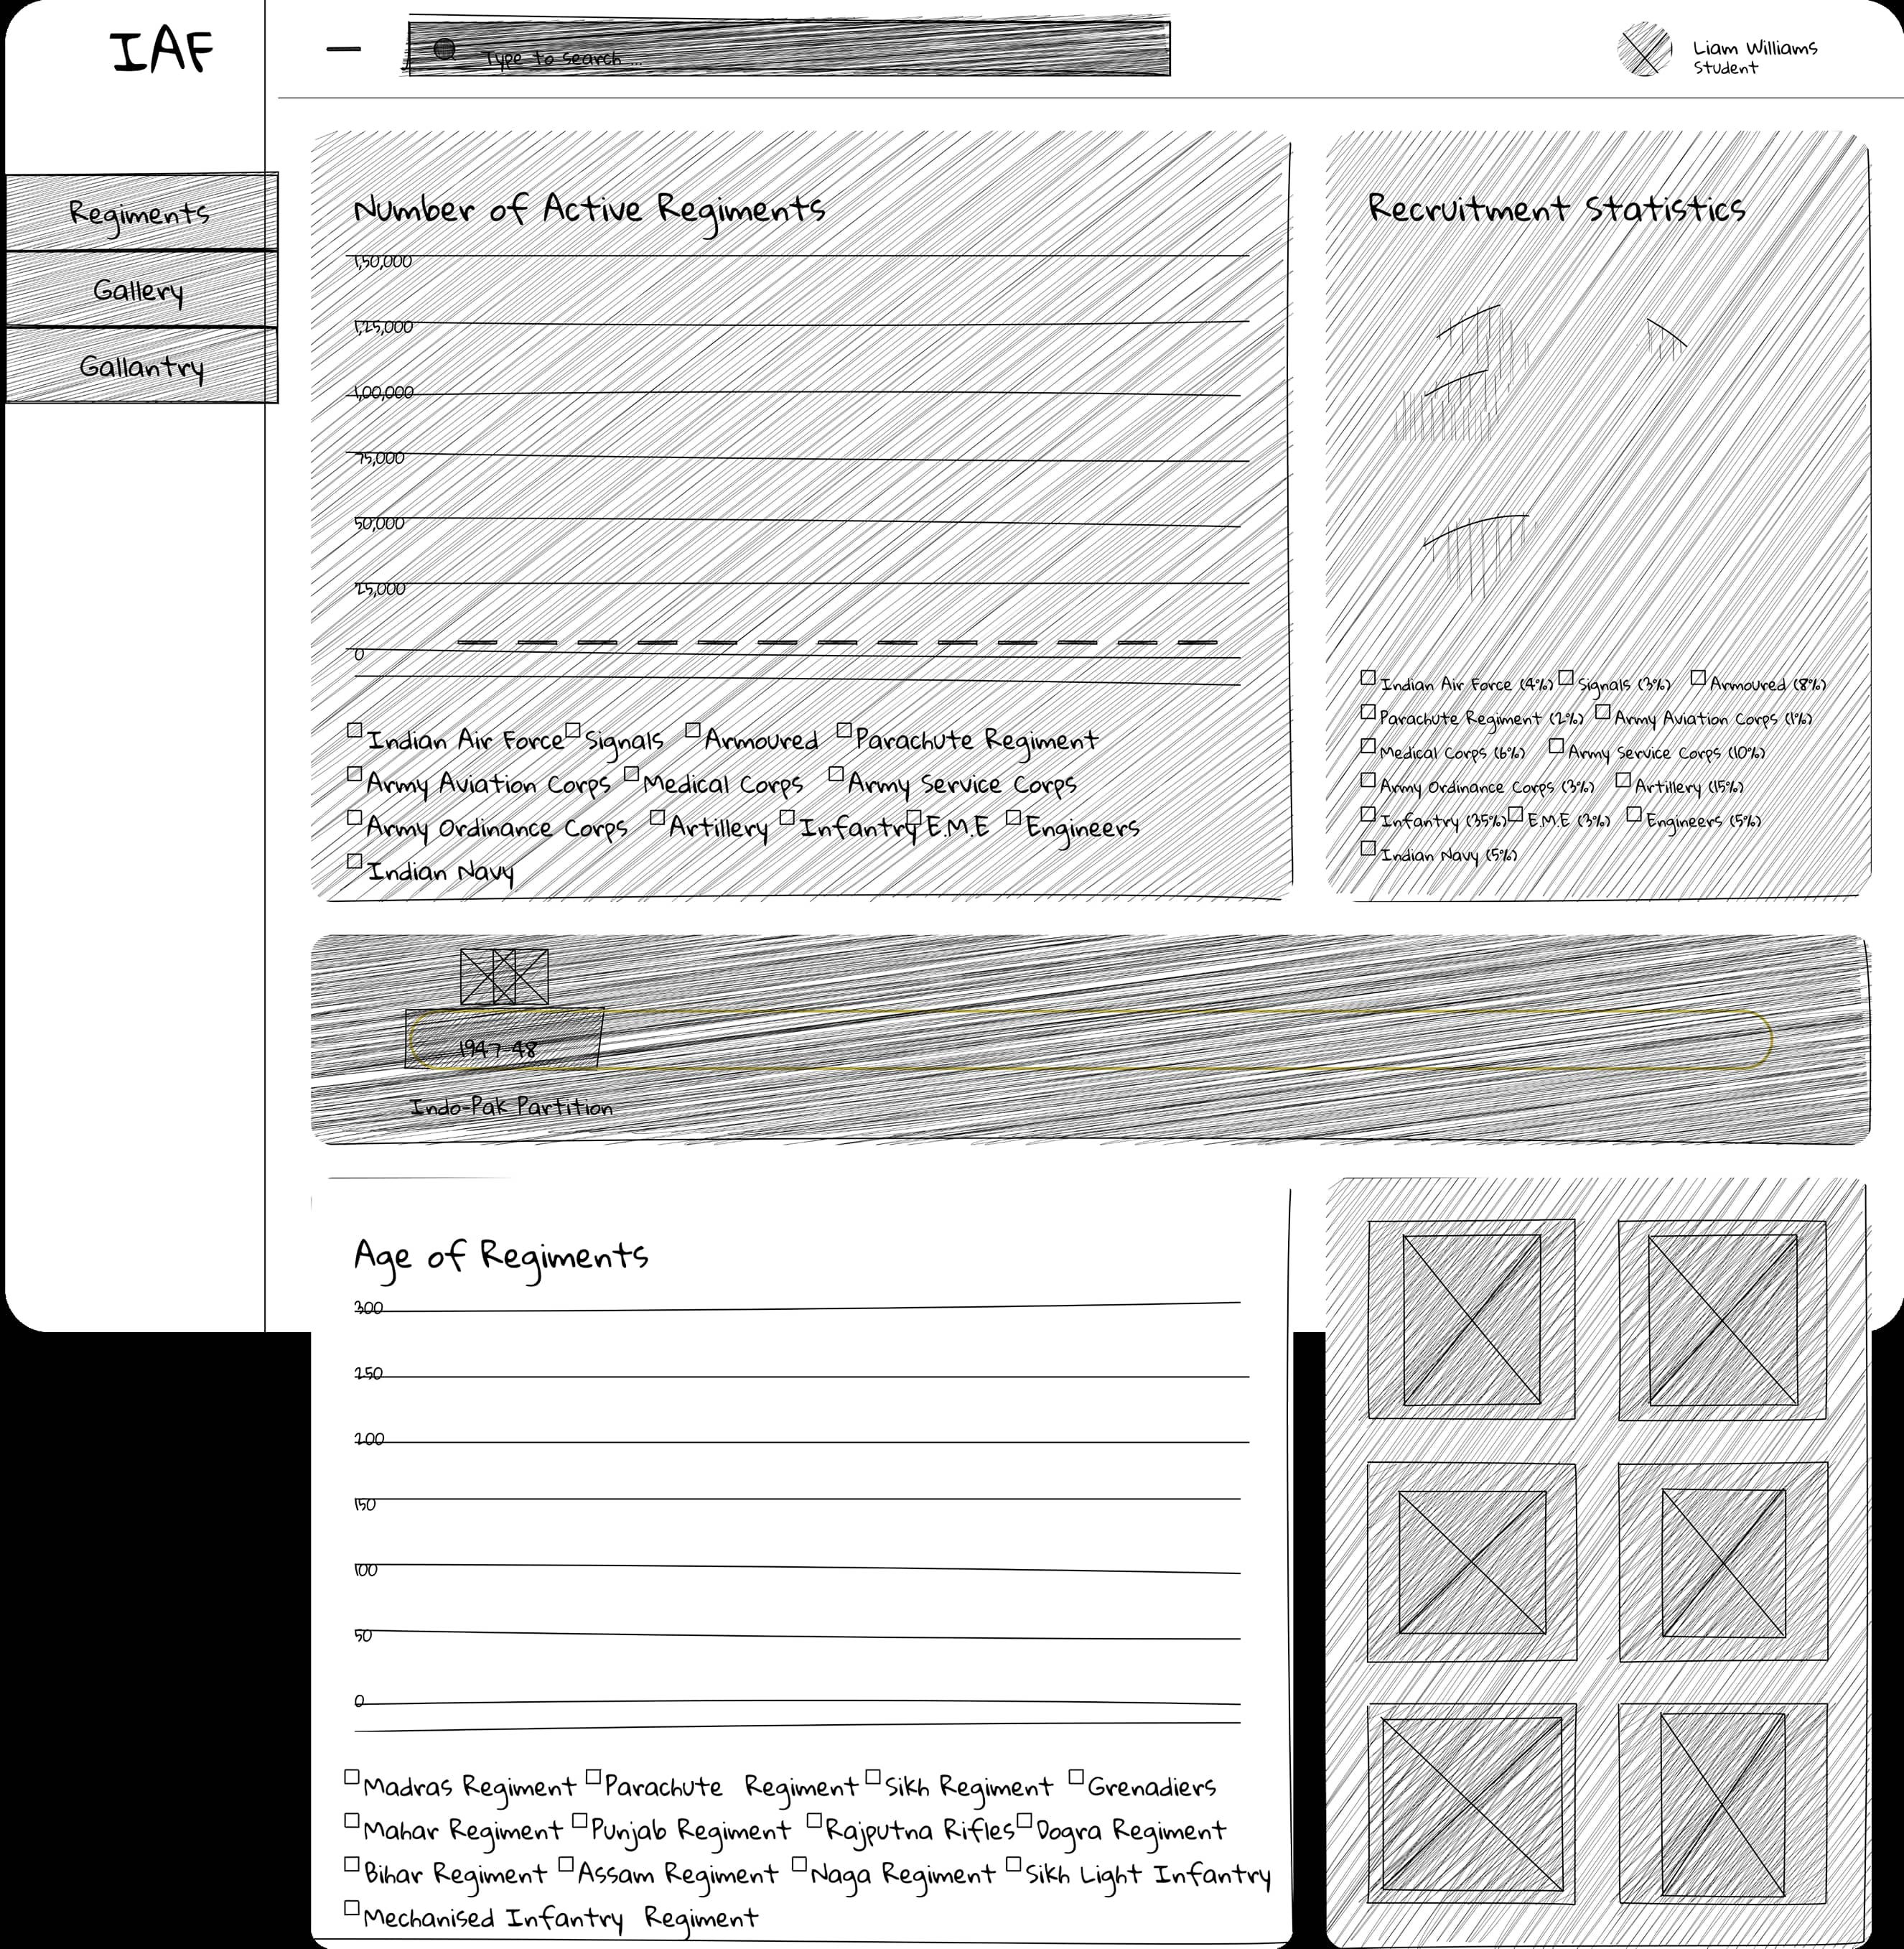 IAF
Type to search ...
Liam Williams
Student
Regiments
Gallery
Gallantry
Number of Active Regiments
1,50,000
1,25,000
1,00,000
75,000
50,000
25,000
0
Indian Air Force Signals Armoured Parachute Regiment
Army Aviation Corps Medical Corps Army Service Corps
Army Ordinance Corps Artillery Infantry E.M.E Engineers
Indian Navy
Recruitment Statistics
Indian Air Force (4%) Signals (3%) Armoured (8%)
Parachute Regiment (2%) Army Aviation Corps (1%)
Medical Corps (6%) Army Service Corps (10%)
Army Ordinance Corps (3%) Artillery (15%)
Infantry (35%) E.M.E (3%) Engineers (5%)
Indian Navy (5%)
1947-48
Indo-Pak Partition
Age of Regiments
300
250
200
150
100
50
0
Madras Regiment Parachute Regiment Sikh Regiment Grenadiers
Mahar Regiment Punjab Regiment Rajputna Rifles Dogra Regiment
Bihar Regiment Assam Regiment Naga Regiment Sikh Light Infantry
Mechanised Infantry Regiment